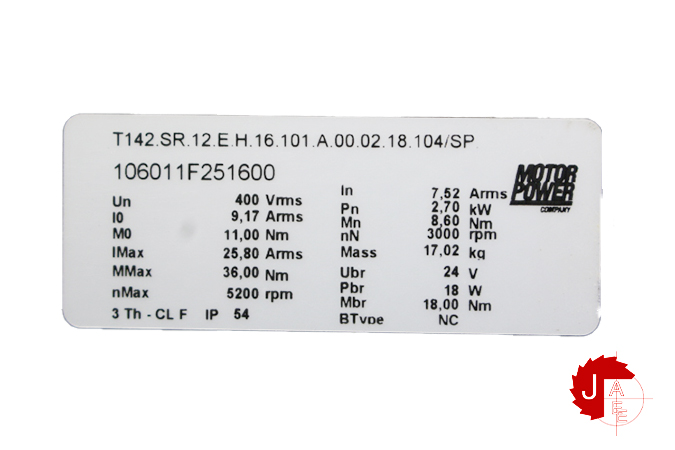 T142.SR.12.E.H.16.101.A.00.02.18.104/SP.
106011F251600
MOTOR
POWER
COMPANY
Un 400 Vrms
I0 9,17 Arms
M0 11,00 Nm
IMax 25,80 Arms
MMax 36,00 Nm
nMax 5200 rpm
3 Th - CL F IP 54
In 7,52 Arms
Pn 2,70 kW
Mn 8,60 Nm
nN 3000 rpm
Mass 17,02 kg
Ubr 24 V
Pbr 18 W
Mbr 18,00 Nm
BType NC
JAEE